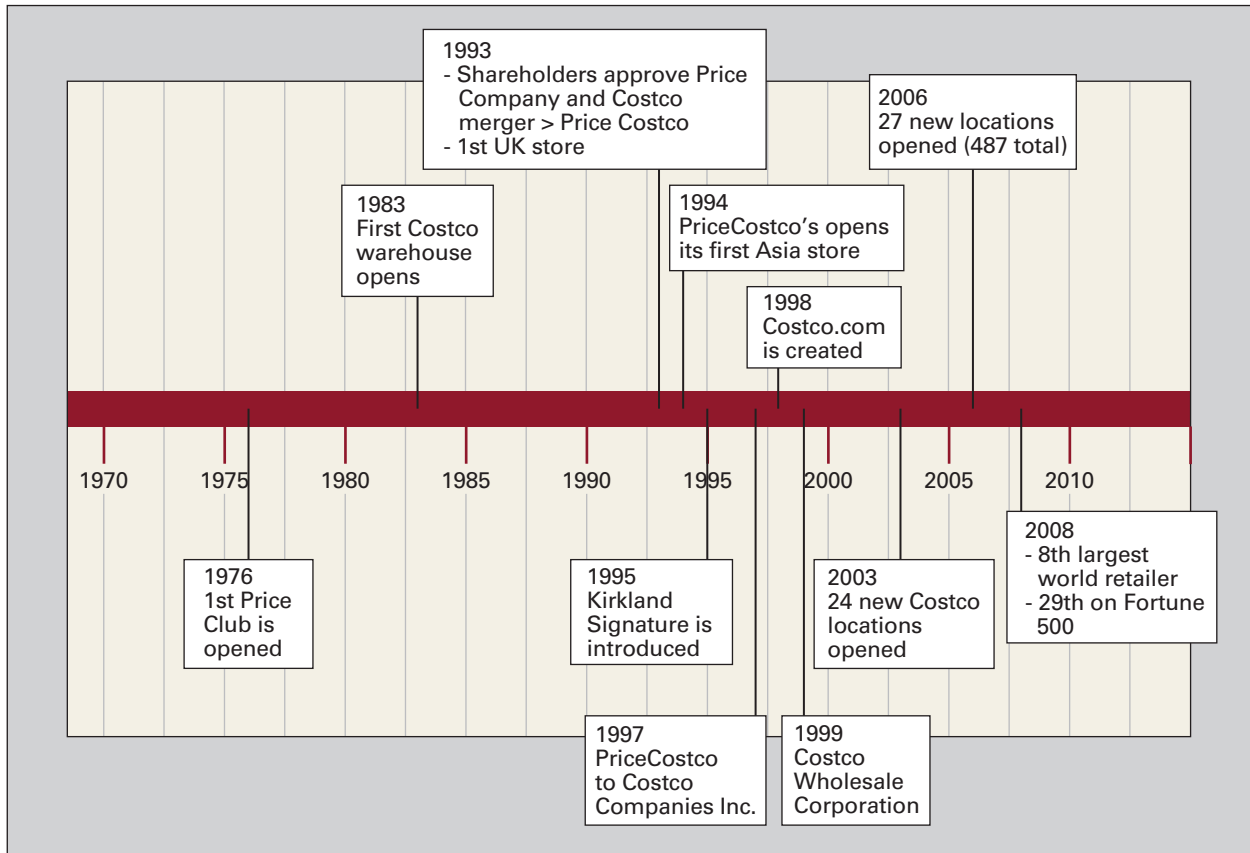 1993
- Shareholders approve Price
Company and Costco
merger > Price Costco
- 1st UK store
2006
27 new locations
opened (487 total)
1983
First Costco
warehouse
opens
1994
PriceCostco's opens
its first Asia store
1998
Costco.com
is created
1970
1975
1980
1985
1990
1995
2000
2005
2010
1976
1st Price
Club is
opened
1995
Kirkland
Signature is
introduced
2003
24 new Costco
locations
opened
2008
- 8th largest
world retailer
- 29th on Fortune
500
1997
PriceCostco
to Costco
Companies Inc.
1999
Costco
Wholesale
Corporation